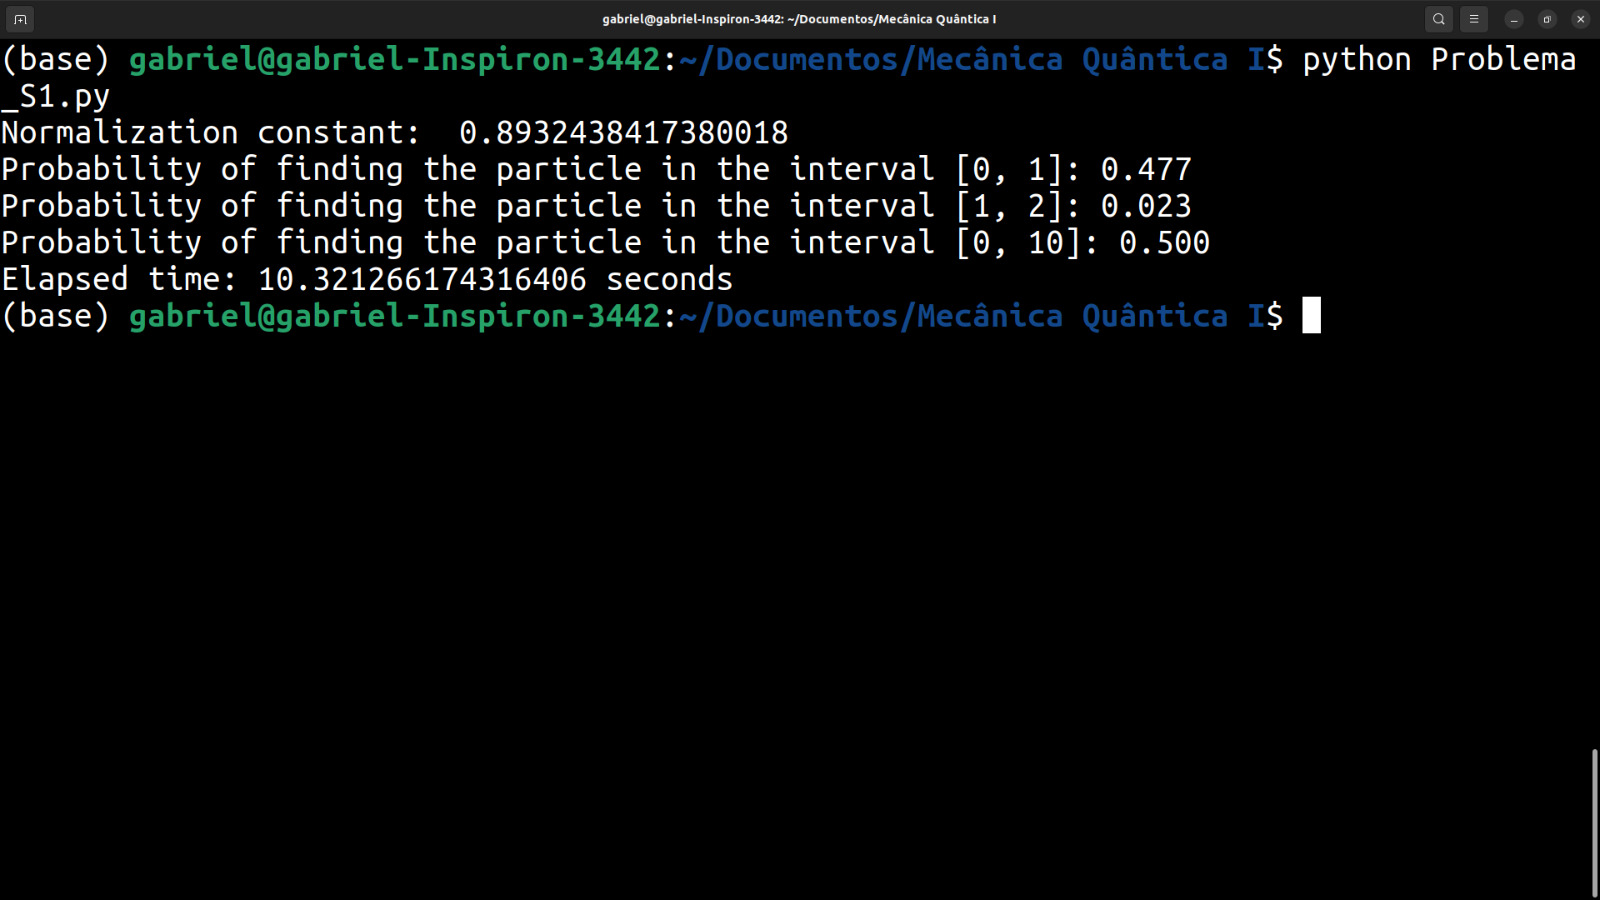 gabriel@gabriel-Inspiron-3442: ~/Documentos/Mecânica Quântica I
(base) gabriel@gabriel-Inspiron-3442:~/Documentos/Mecânica Quântica I$ python Problema
_S1.py
Normalization constant:  0.8932438417380018
Probability of finding the particle in the interval [0, 1]: 0.477
Probability of finding the particle in the interval [1, 2]: 0.023
Probability of finding the particle in the interval [0, 10]: 0.500
Elapsed time: 10.321266174316406 seconds
(base) gabriel@gabriel-Inspiron-3442:~/Documentos/Mecânica Quântica I$